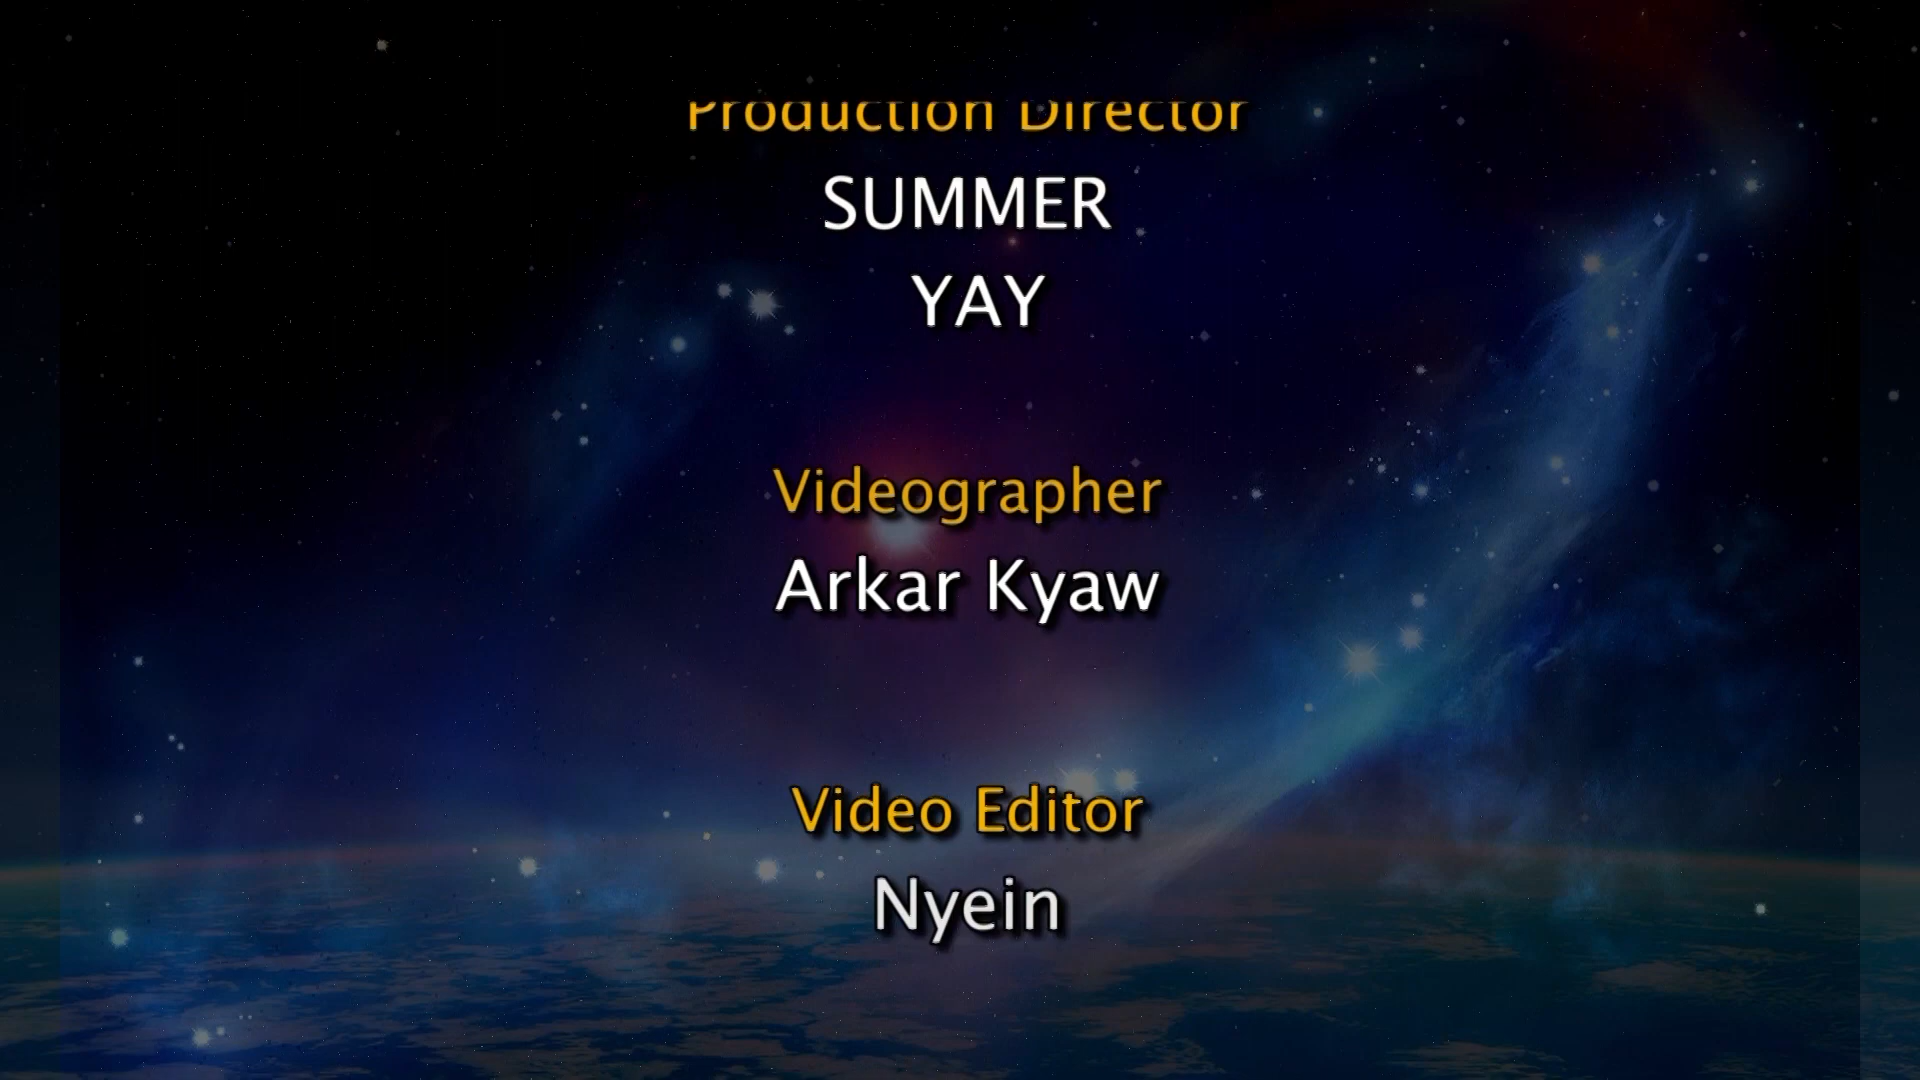 Production Director
SUMMER
YAY
Videographer
Arkar Kyaw
Video Editor
Nyein